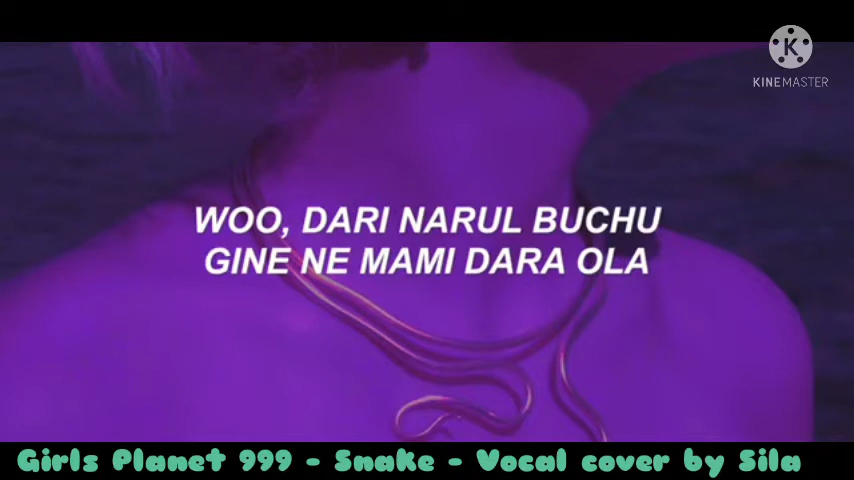 K
KINEMASTER
WOO, DARI NARUL BUCHU
GINE NE MAMI DARA OLA
Girls Planet 999 - Snake - Vocal cover by Sila